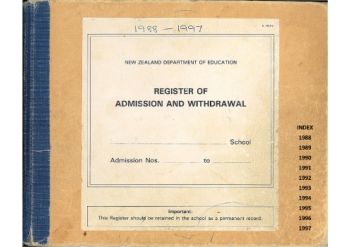 1988 - 1997
NEW ZEALAND DEPARTMENT OF EDUCATION
REGISTER OF
ADMISSION AND WITHDRAWAL
School
Admission Nos. to
Important:
This Register should be retained in the school as a permanent record.
INDEX
1988
1989
1990
1991
1992
1993
1994
1995
1996
1997